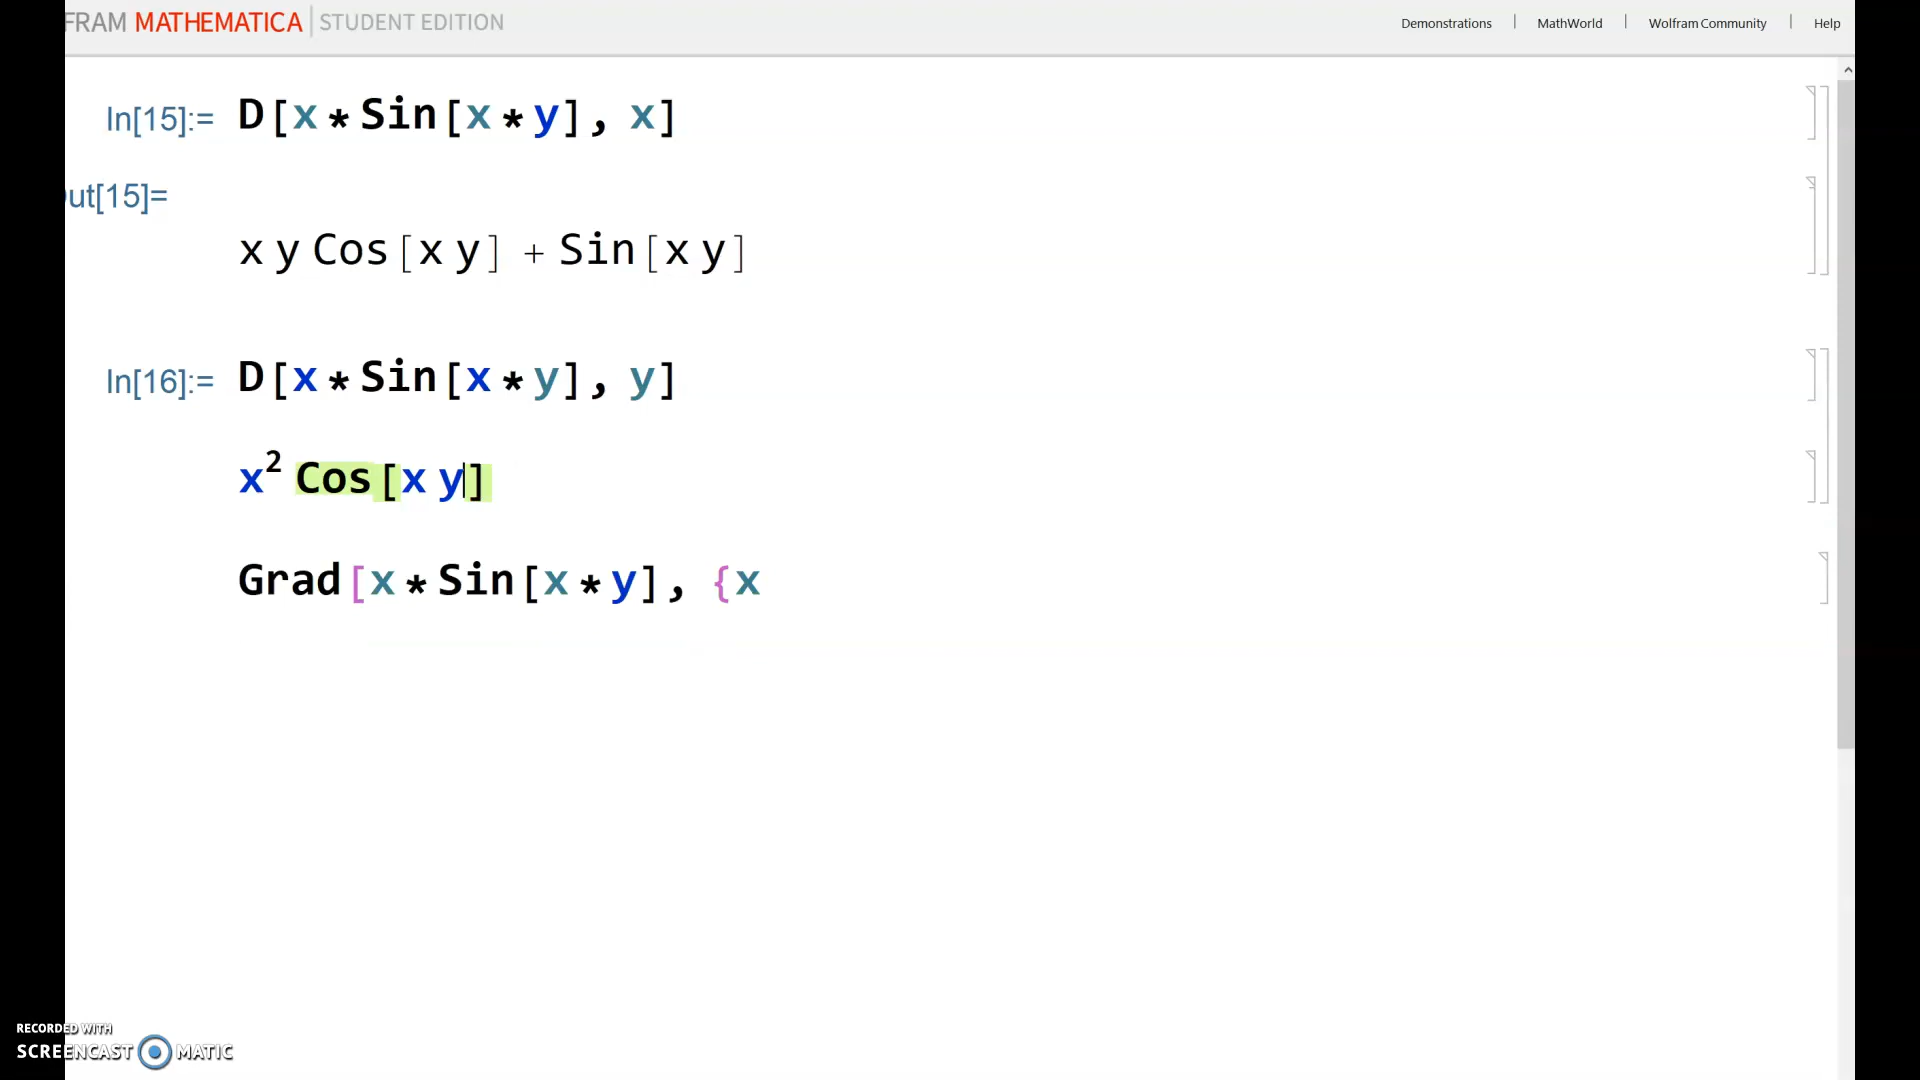 FRAM MATHEMATICA | STUDENT EDITION
Demonstrations | MathWorld | Wolfram Community | Help
In[15]:= D[x*Sin[x*y], x]
ut[15]=
x y Cos[x y] + Sin[x y]
In[16]:= D[x*Sin[x*y], y]
x² Cos[x y]
Grad[x*Sin[x*y], {x
RECORDED WITH
SCREENCAST MATIC